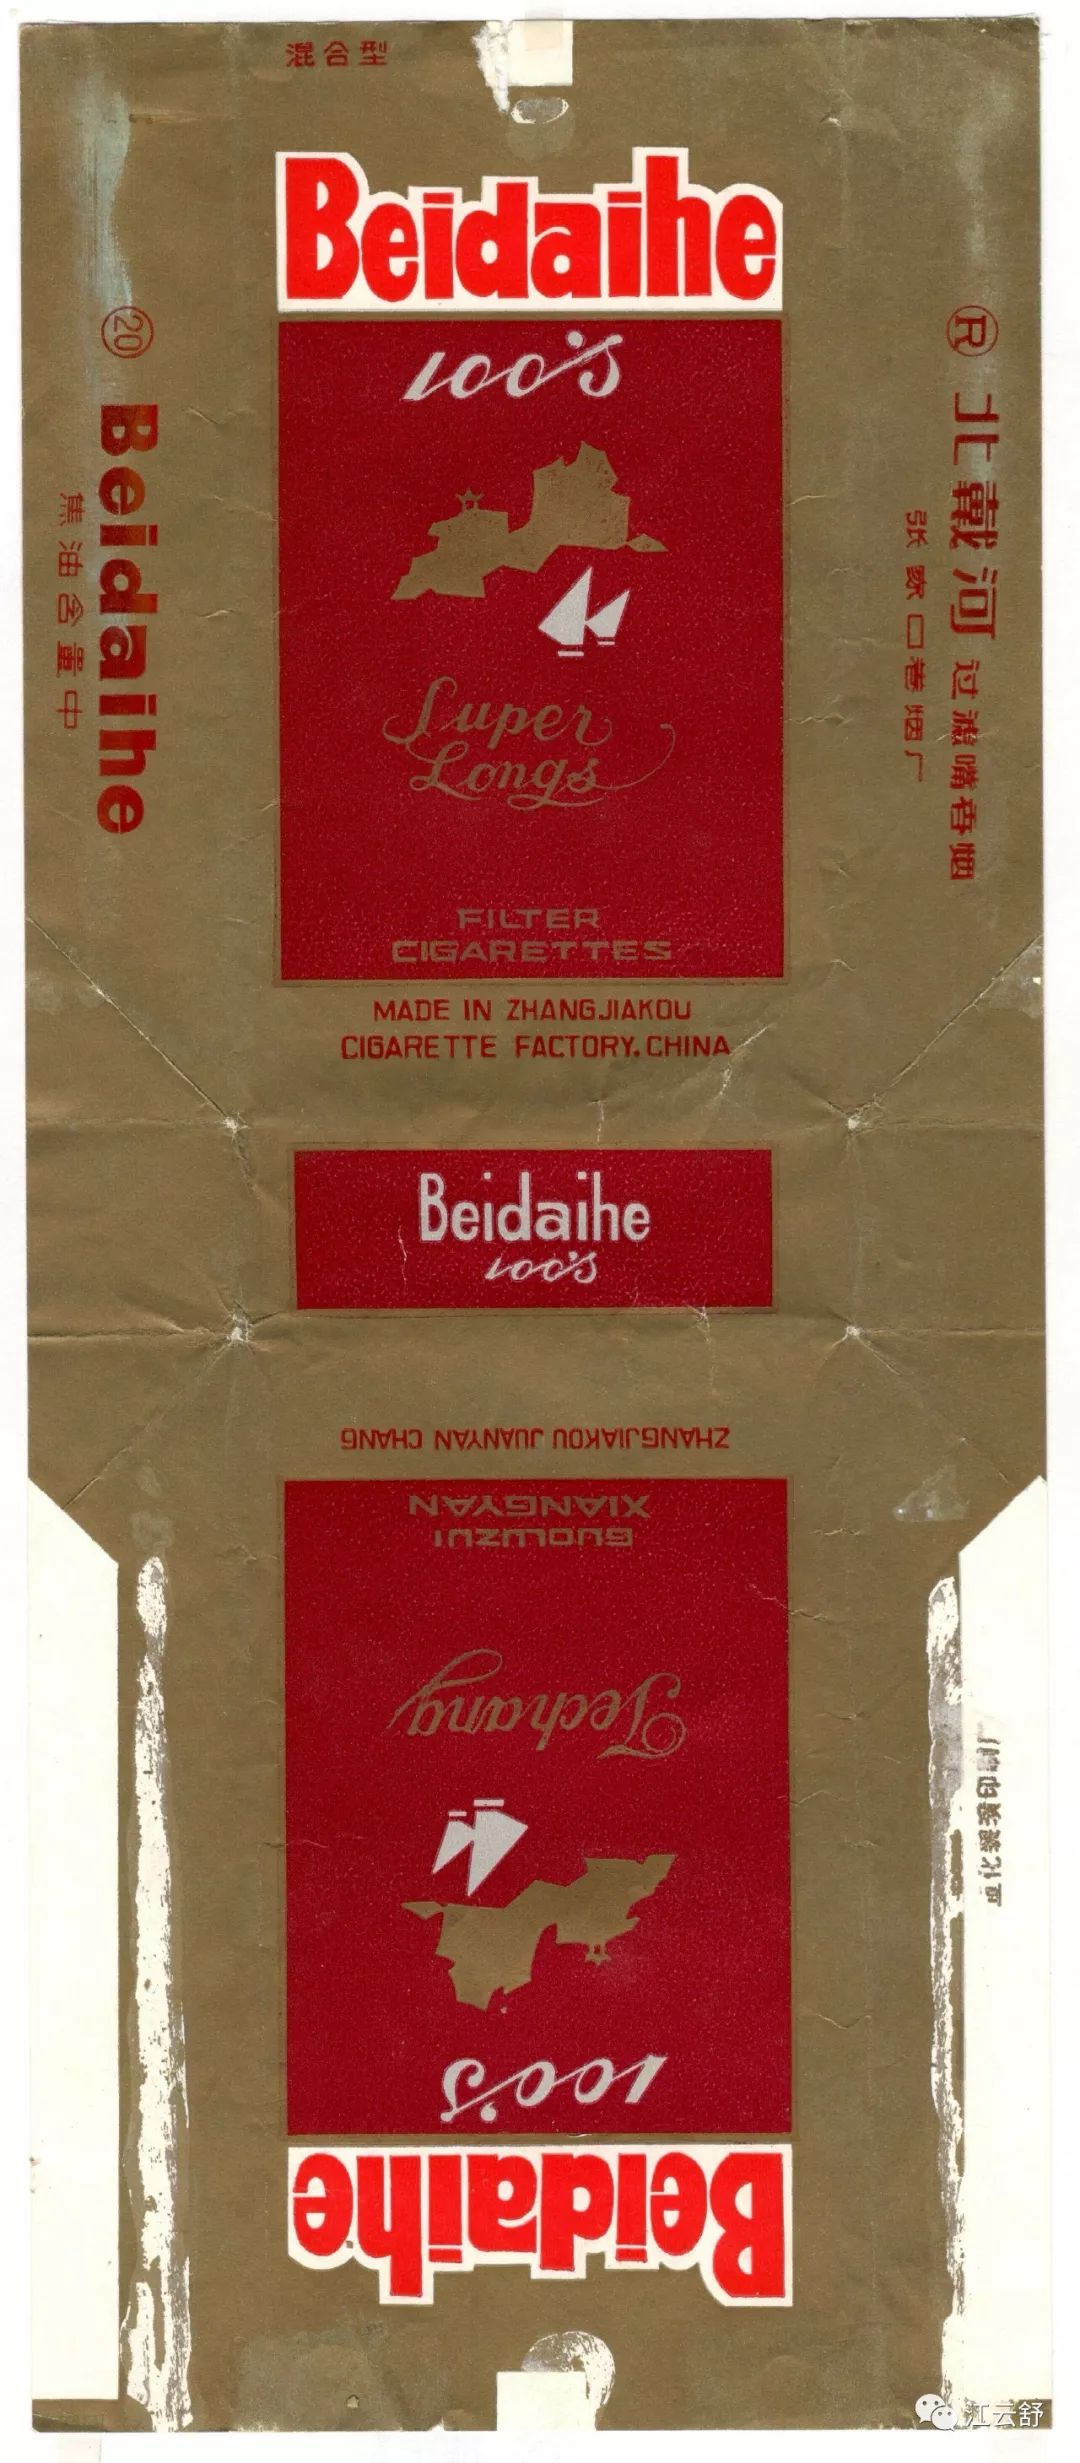 混合型
Beidaihe
100's
Super
Longs
FILTER
CIGARETTES
MADE IN ZHANGJIAKOU
CIGARETTE FACTORY.CHINA
⑳ Beidaihe
焦油含量中
Ⓡ 北戴河 过滤嘴香烟
张家口卷烟厂
Beidaihe
100's
ZHANGJIAKOU JUANYAN CHANG
GUOLUZUI
XIANGYAN
Techang
100's
Beidaihe
江云舒